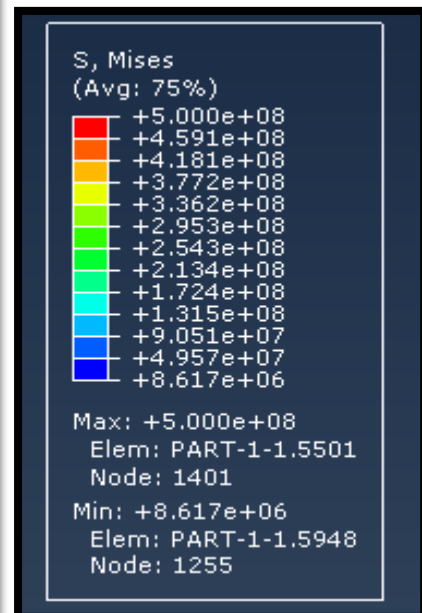 S, Mises
(Avg: 75%)
+5.000e+08
+4.591e+08
+4.181e+08
+3.772e+08
+3.362e+08
+2.953e+08
+2.543e+08
+2.134e+08
+1.724e+08
+1.315e+08
+9.051e+07
+4.957e+07
+8.617e+06
Max: +5.000e+08
Elem: PART-1-1.5501
Node: 1401
Min: +8.617e+06
Elem: PART-1-1.5948
Node: 1255